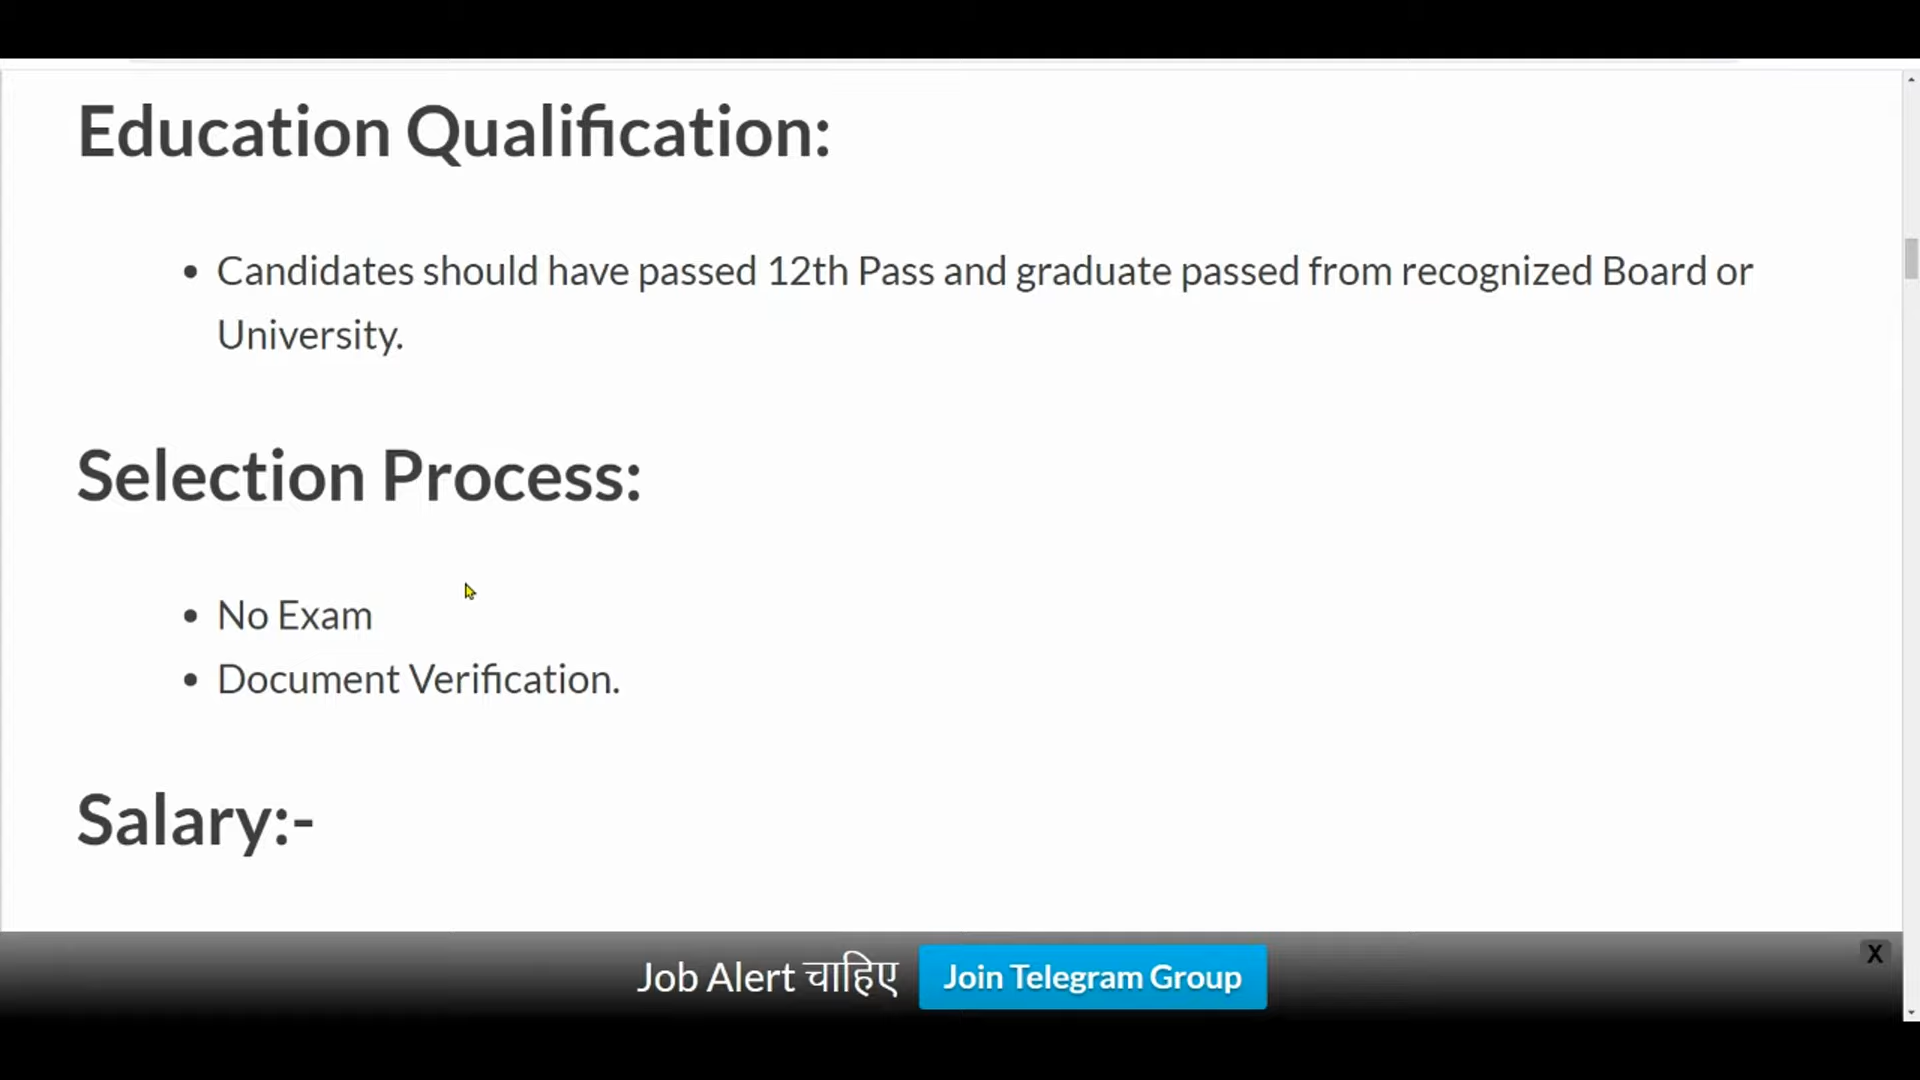 Education Qualification:
• Candidates should have passed 12th Pass and graduate passed from recognized Board or
University.
Selection Process:
• No Exam
• Document Verification.
Salary:-
Job Alert चाहिए Join Telegram Group
X